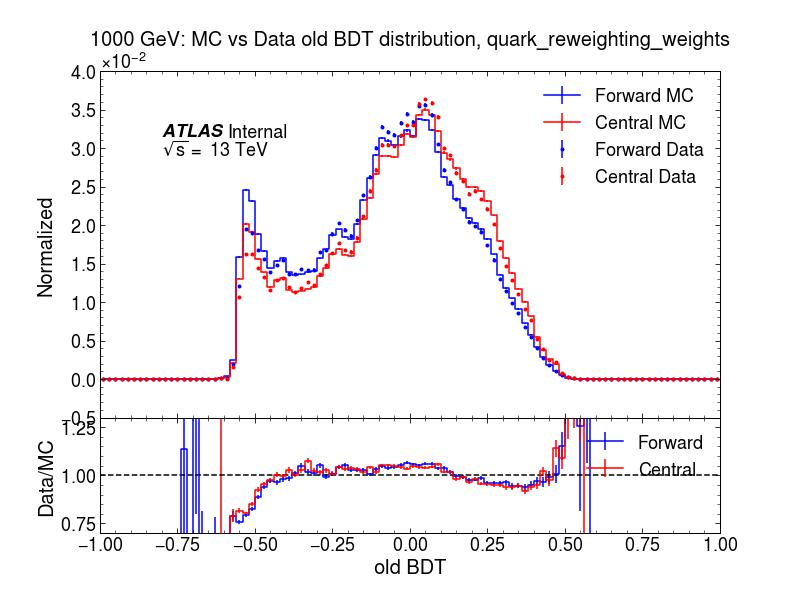 1000 GeV: MC vs Data old BDT distribution, quark_reweighting_weights
×10⁻²
4.0
3.5
3.0
2.5
2.0
1.5
1.0
0.5
0.0
0.5
Normalized
ATLAS Internal
√s = 13 TeV
Forward MC
Central MC
Forward Data
Central Data
1.25
1.00
0.75
Data/MC
Forward
Central
−1.00 −0.75 −0.50 −0.25 0.00 0.25 0.50 0.75 1.00
old BDT